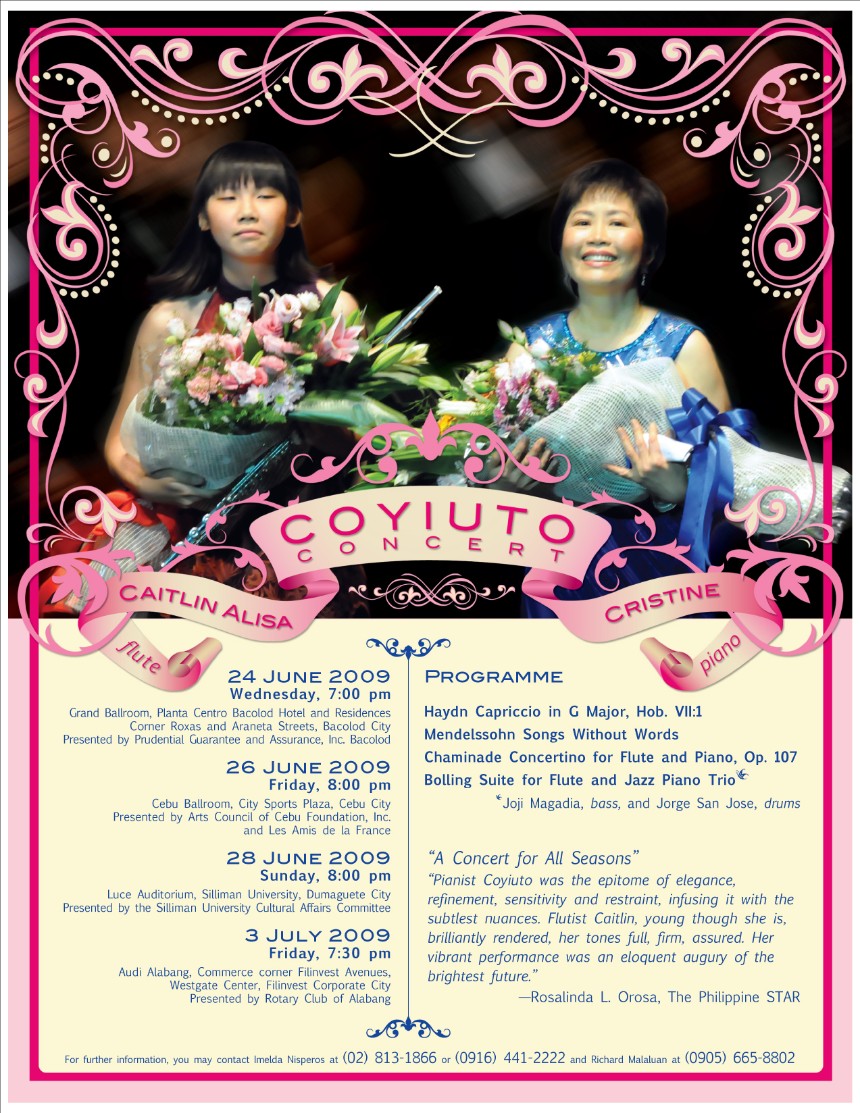 COYIUTO
CONCERT
CAITLIN ALISA
flute
CRISTINE
piano
24 JUNE 2009
Wednesday, 7:00 pm
Grand Ballroom, Planta Centro Bacolod Hotel and Residences
Corner Roxas and Araneta Streets, Bacolod City
Presented by Prudential Guarantee and Assurance, Inc. Bacolod
26 JUNE 2009
Friday, 8:00 pm
Cebu Ballroom, City Sports Plaza, Cebu City
Presented by Arts Council of Cebu Foundation, Inc.
and Les Amis de la France
28 JUNE 2009
Sunday, 8:00 pm
Luce Auditorium, Silliman University, Dumaguete City
Presented by the Silliman University Cultural Affairs Committee
3 JULY 2009
Friday, 7:30 pm
Audi Alabang, Commerce corner Filinvest Avenues,
Westgate Center, Filinvest Corporate City
Presented by Rotary Club of Alabang
PROGRAMME
Haydn Capriccio in G Major, Hob. VII:1
Mendelssohn Songs Without Words
Chaminade Concertino for Flute and Piano, Op. 107
Bolling Suite for Flute and Jazz Piano Trio
Joji Magadia, bass, and Jorge San Jose, drums
“A Concert for All Seasons”
“Pianist Coyiuto was the epitome of elegance,
refinement, sensitivity and restraint, infusing it with the
subtlest nuances. Flutist Caitlin, young though she is,
brilliantly rendered, her tones full, firm, assured. Her
vibrant performance was an eloquent augury of the
brightest future.”
—Rosalinda L. Orosa, The Philippine STAR
For further information, you may contact Imelda Nisperos at (02) 813-1866 or (0916) 441-2222 and Richard Malaluan at (0905) 665-8802